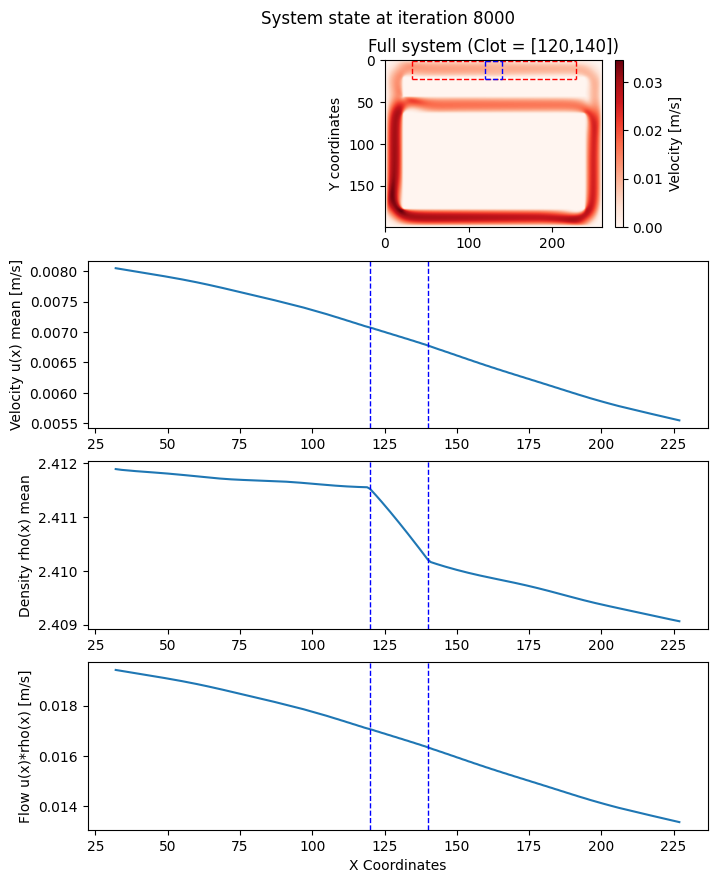 System state at iteration 8000
Full system (Clot = [120,140])
0
50
100
150
Y coordinates
0
200
0.03
0.02
0.01
0.00
Velocity [m/s]
0.0080
0.0075
0.0070
0.0065
0.0060
0.0055
Velocity u(x) mean [m/s]
25 50 75 100 125 150 175 200 225
2.412
2.411
2.410
2.409
Density rho(x) mean
25 50 75 100 125 150 175 200 225
0.018
0.016
0.014
Flow u(x)*rho(x) [m/s]
25 50 75 100 125 150 175 200 225
X Coordinates